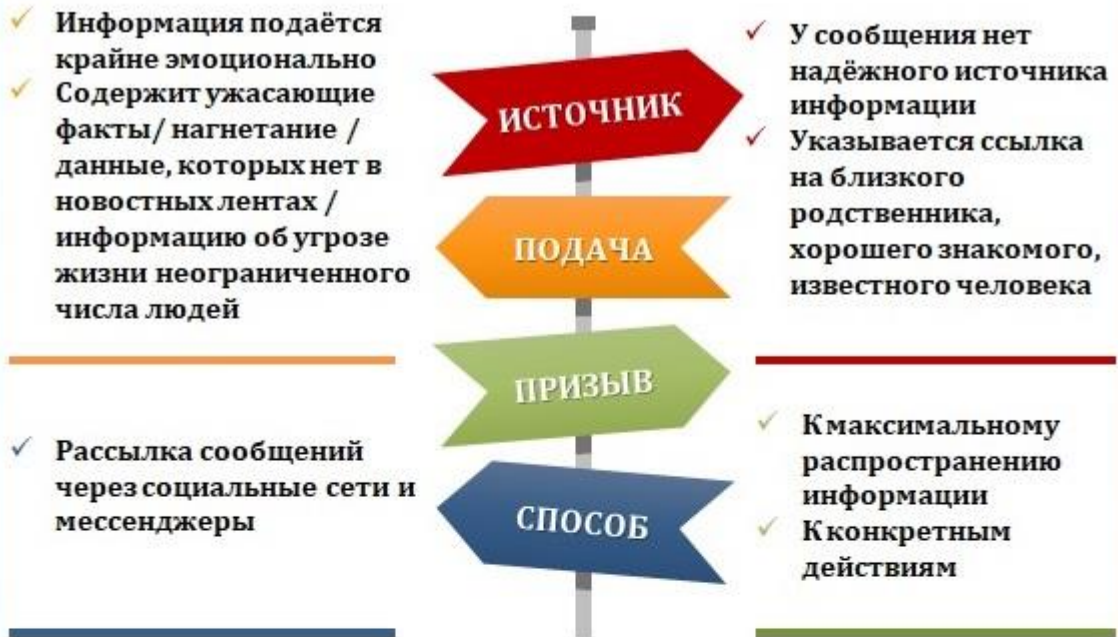 Информация подаётся
крайне эмоционально
Содержит ужасающие
факты/ нагнетание /
данные, которых нет в
новостных лентах /
информацию об угрозе
жизни неограниченного
числа людей
ИСТОЧНИК
У сообщения нет
надёжного источника
информации
Указывается ссылка
на близкого
родственника,
хорошего знакомого,
известного человека
ПОДАЧА
ПРИЗЫВ
Рассылка сообщений
через социальные сети и
мессенджеры
СПОСОБ
К максимальному
распространению
информации
К конкретным
действиям